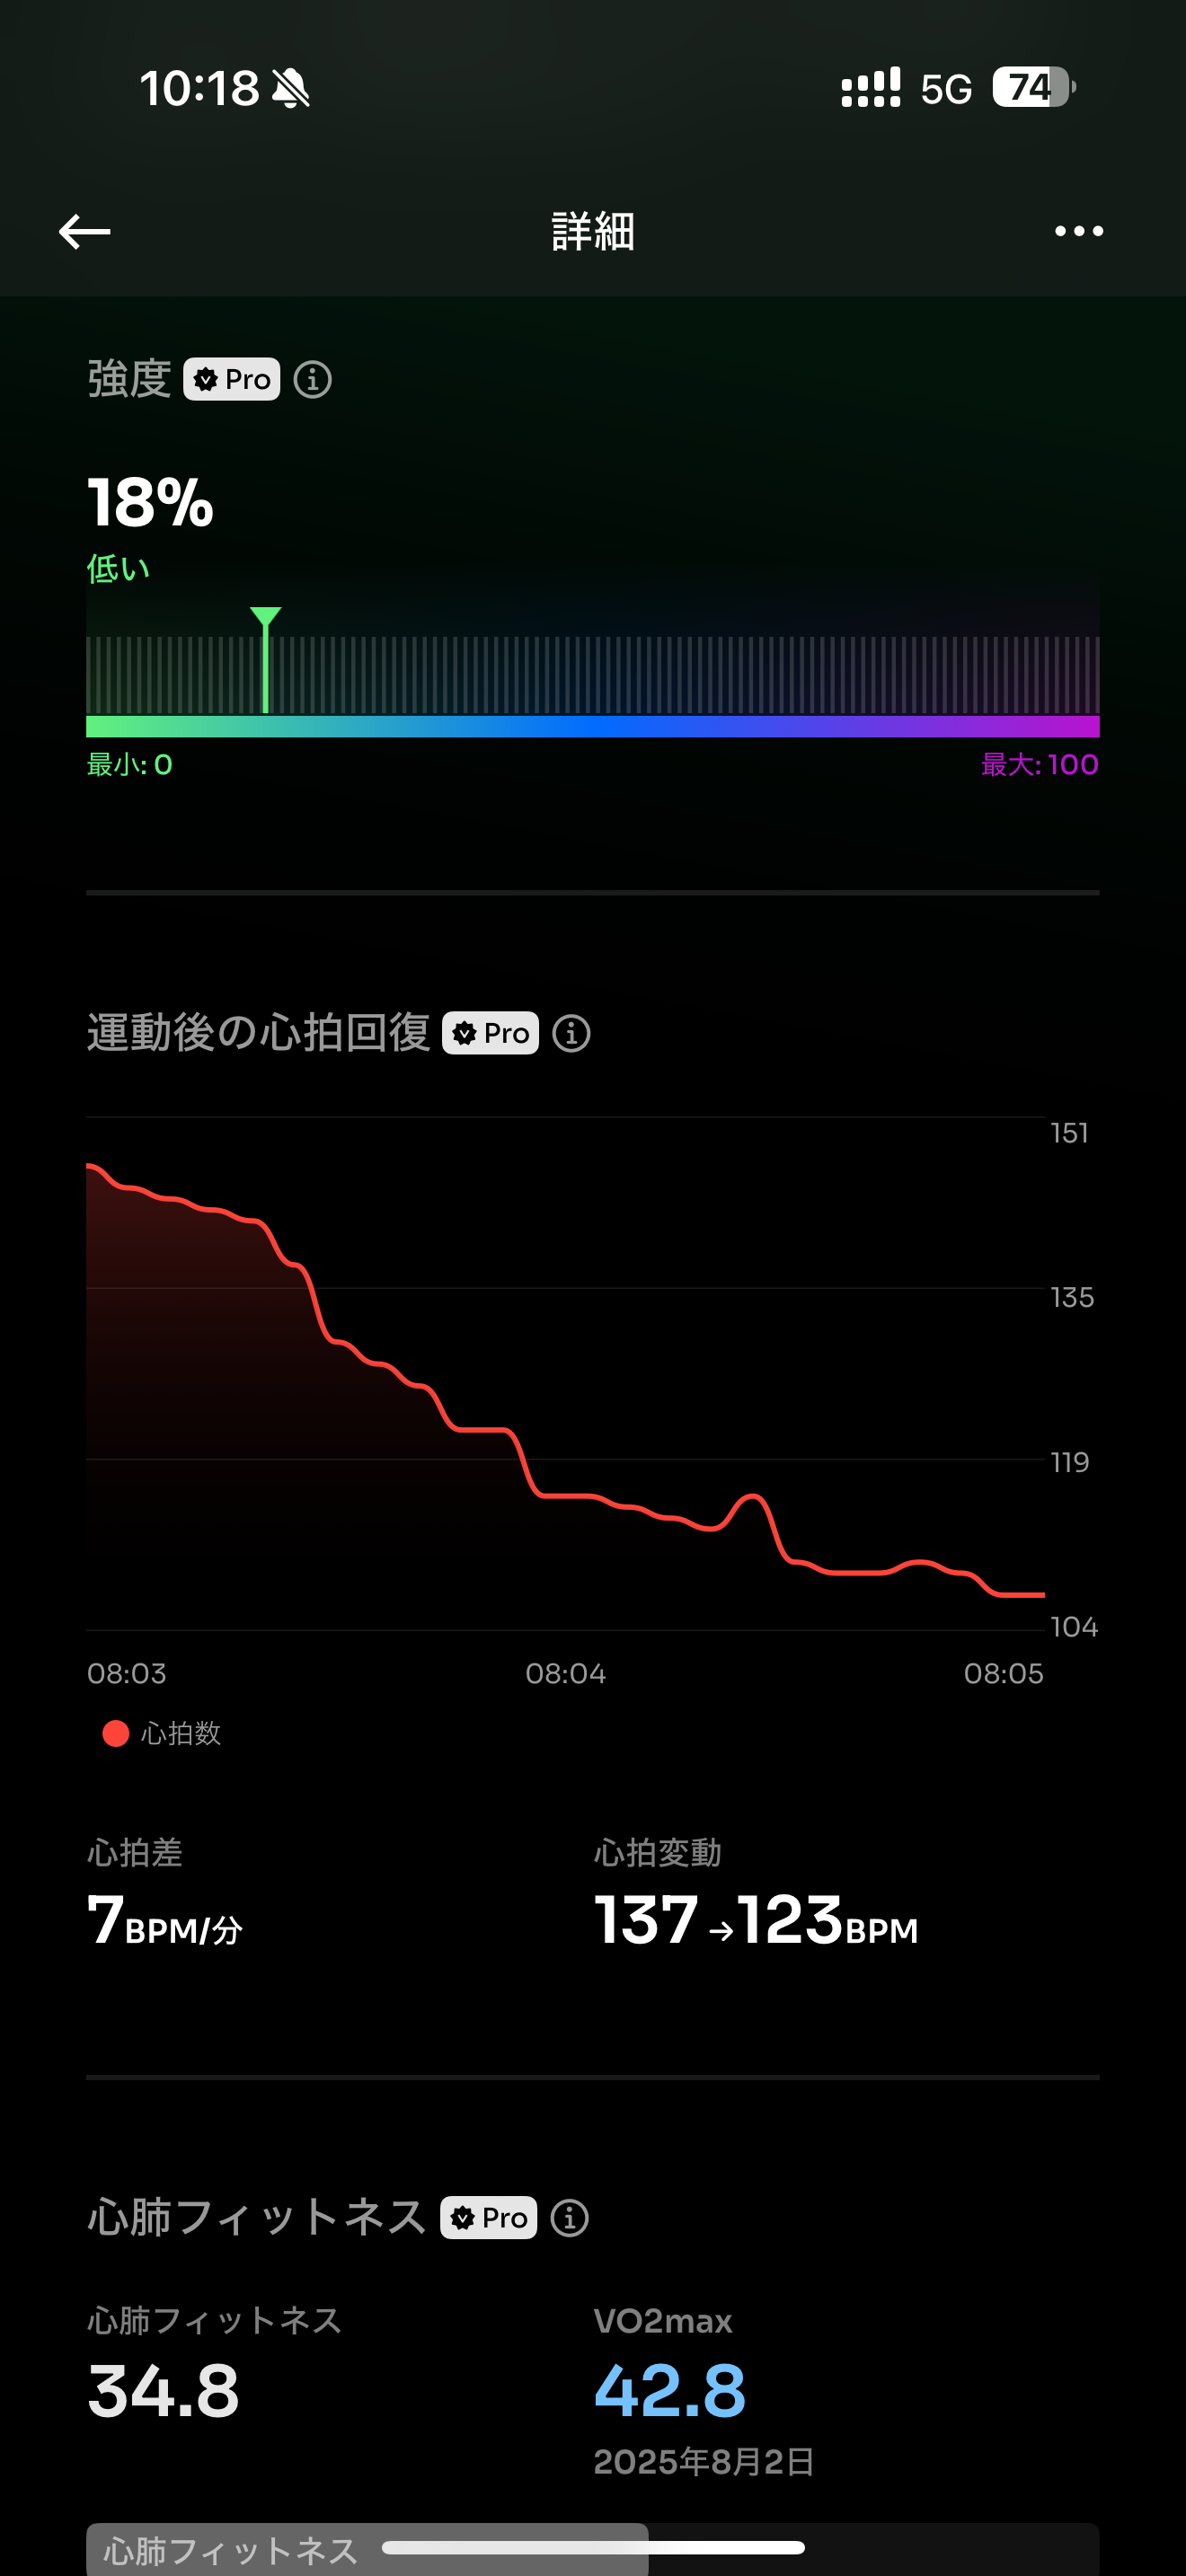 10:18 5G 74
詳細
強度 Pro
18%
低い
最小: 0 最大: 100
運動後の心拍回復 Pro
151
135
119
104
08:03 08:04 08:05
心拍数
心拍差 心拍変動
7BPM/分 137→123BPM
心肺フィットネス Pro
心肺フィットネス VO2max
34.8 42.8
2025年8月2日
心肺フィットネス